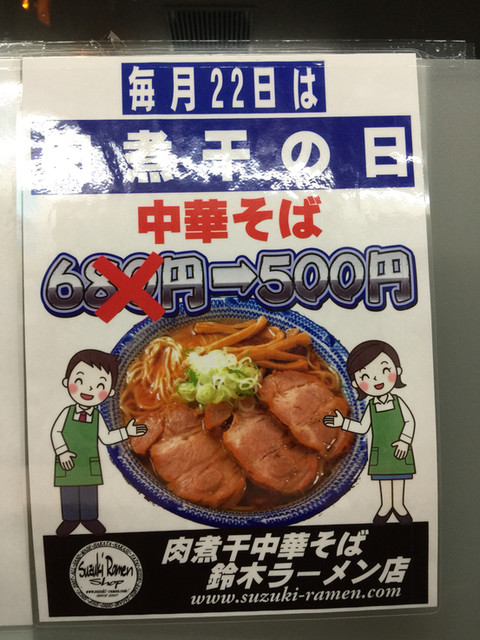 毎月22日は
肉煮干の日
中華そば
680円→500円
Suzuki Ramen
Shop
肉煮干中華そば
鈴木ラーメン店
www.suzuki-ramen.com